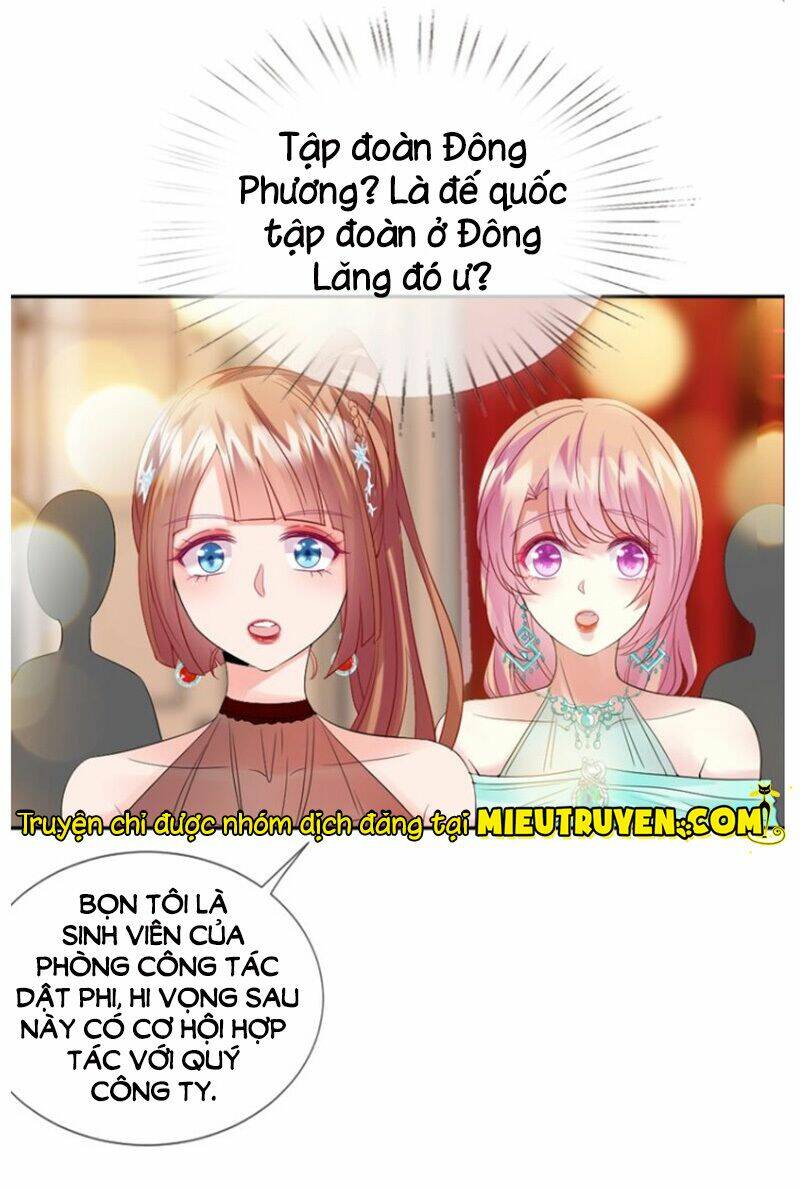 Tập đoàn Đông
Phương? Là đế quốc
tập đoàn ở Đông
Lăng đó ư?
Truyện chỉ được nhóm dịch đăng tại MIEUTRUYEN.COM
BỌN TÔI LÀ
SINH VIÊN CỦA
PHÒNG CÔNG TÁC
DẬT PHI, HI VỌNG SAU
NÀY CÓ CƠ HỘI HỢP
TÁC VỚI QUÝ
CÔNG TY.